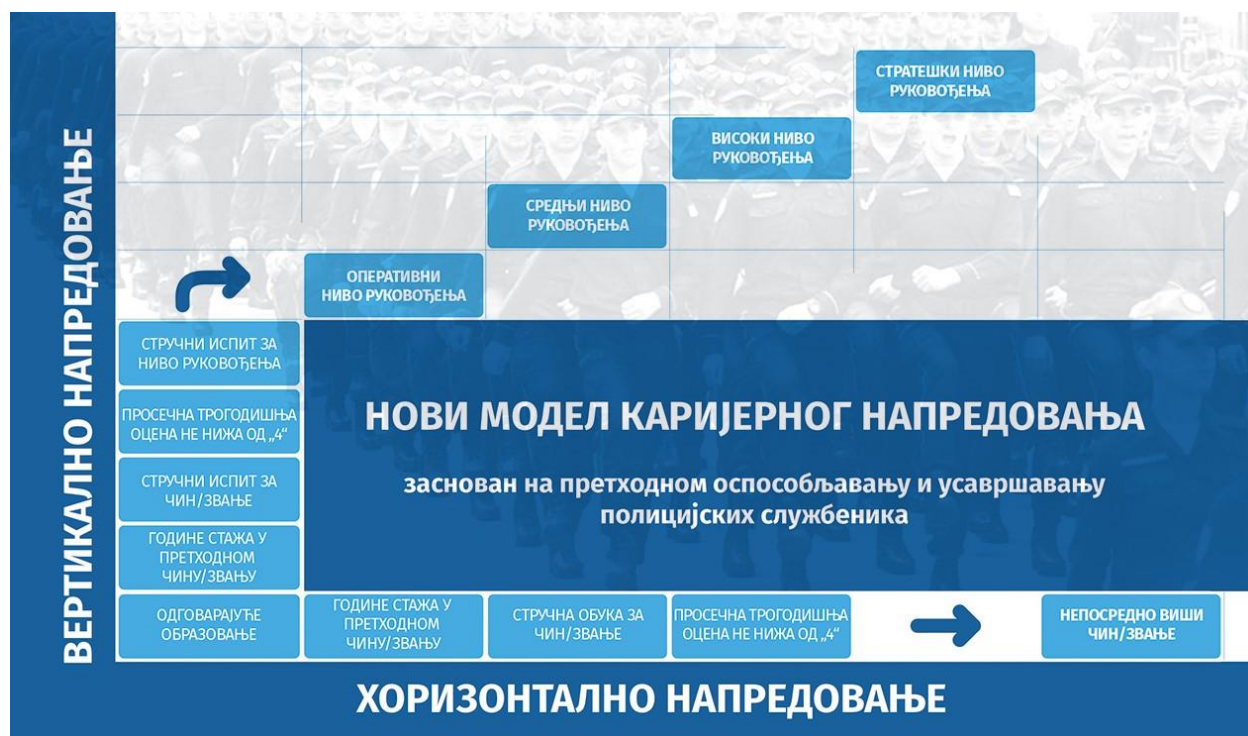 ВЕРТИКАЛНО НАПРЕДОВАЊЕ
СТРАТЕШКИ НИВО
РУКОВОЂЕЊА
ВИСОКИ НИВО
РУКОВОЂЕЊА
СРЕДЊИ НИВО
РУКОВОЂЕЊА
ОПЕРАТИВНИ
НИВО РУКОВОЂЕЊА
СТРУЧНИ ИСПИТ ЗА
НИВО РУКОВОЂЕЊА
ПРОСЕЧНА ТРОГОДИШЊА
ОЦЕНА НЕ НИЖА ОД „4“
СТРУЧНИ ИСПИТ ЗА
ЧИН/ЗВАЊЕ
ГОДИНЕ СТАЖА У
ПРЕТХОДНОМ
ЧИНУ/ЗВАЊУ
НОВИ МОДЕЛ КАРИЈЕРНОГ НАПРЕДОВАЊА
заснован на претходном оспособљавању и усавршавању
полицијских службеника
ОДГОВАРАЈУЋЕ
ОБРАЗОВАЊЕ
ГОДИНЕ СТАЖА У
ПРЕТХОДНОМ
ЧИНУ/ЗВАЊУ
СТРУЧНА ОБУКА ЗА
ЧИН/ЗВАЊЕ
ПРОСЕЧНА ТРОГОДИШЊА
ОЦЕНА НЕ НИЖА ОД „4“
НЕПОСРЕДНО ВИШИ
ЧИН/ЗВАЊЕ
ХОРИЗОНТАЛНО НАПРЕДОВАЊЕ